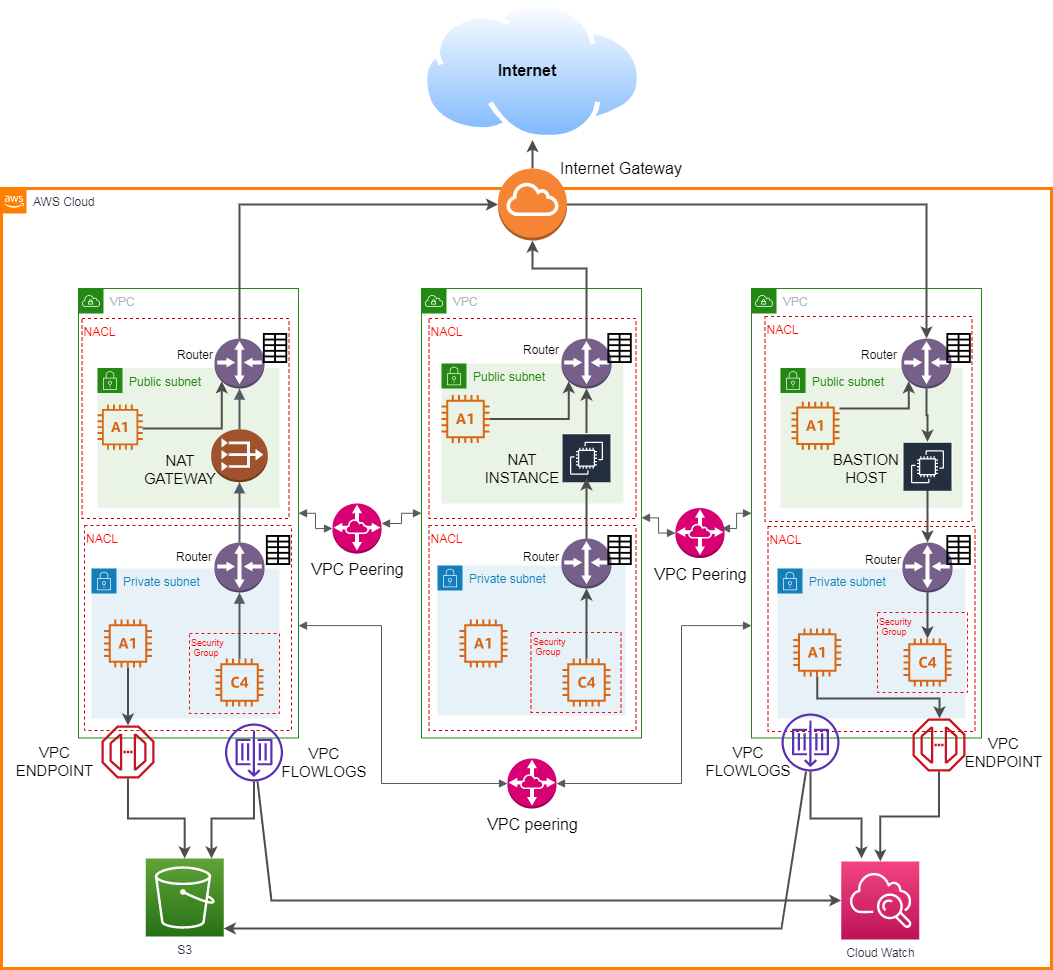 Internet
Internet Gateway
aws
AWS Cloud
VPC
NACL
Router
Public subnet
A1
NAT
GATEWAY
NACL
Router
Private subnet
A1
Security
Group
C4
VPC
ENDPOINT
VPC
FLOWLOGS
VPC Peering
VPC
NACL
Router
Public subnet
A1
NAT
INSTANCE
NACL
Router
Private subnet
A1
Security
Group
C4
VPC Peering
VPC
NACL
Router
Public subnet
A1
BASTION
HOST
NACL
Router
Private subnet
A1
Security
Group
C4
VPC
FLOWLOGS
VPC
ENDPOINT
VPC peering
S3
Cloud Watch